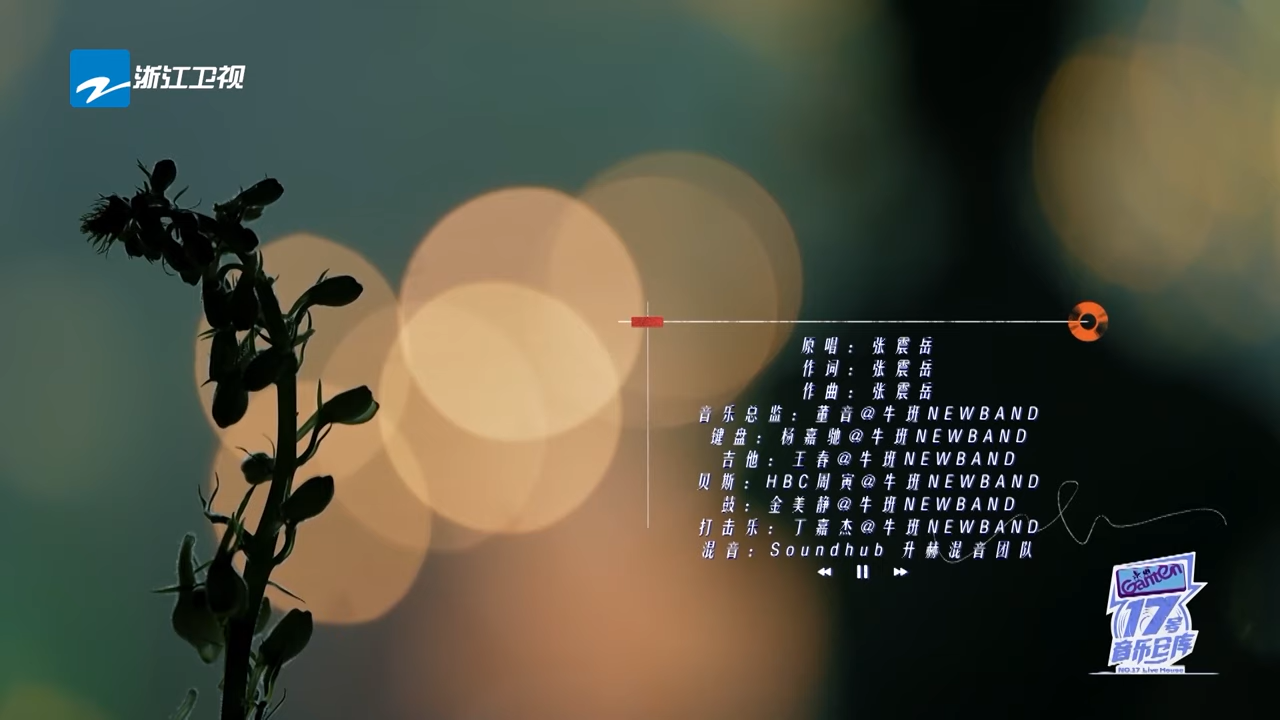 浙江卫视
原唱：张震岳
作词：张震岳
作曲：张震岳
音乐总监：董音@牛班NEWBAND
键盘：杨嘉驰@牛班NEWBAND
吉他：王春@牛班NEWBAND
贝斯：HBC周寅@牛班NEWBAND
鼓：金美静@牛班NEWBAND
打击乐：丁嘉杰@牛班NEWBAND
混音：Soundhub 升赫混音团队
Ganten
17号
音乐仓库
NO.17 Live House